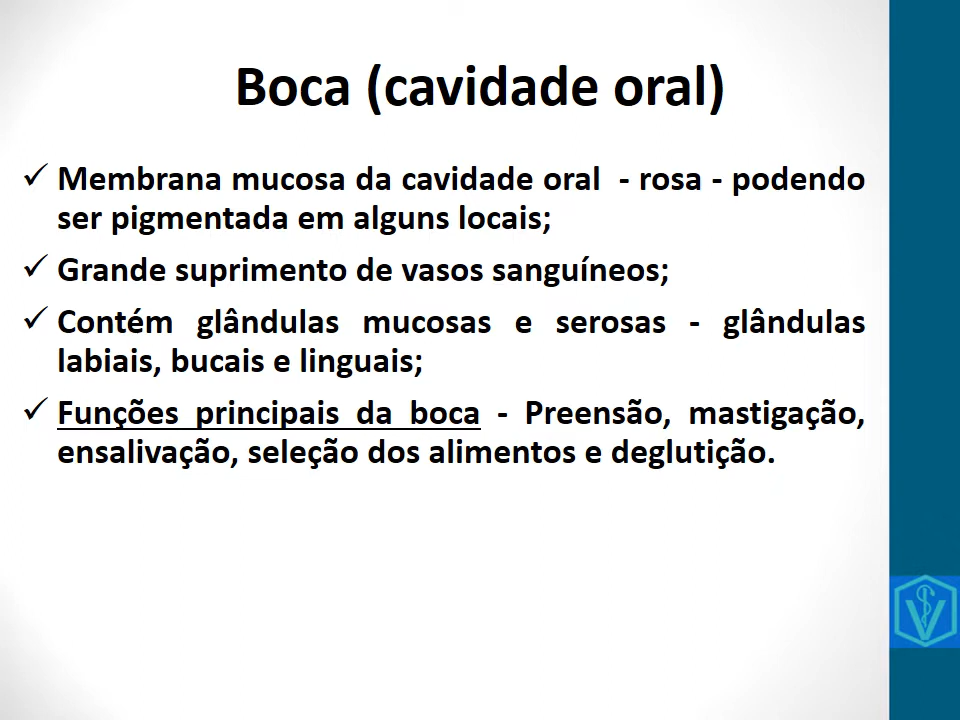 Boca (cavidade oral)
✓ Membrana mucosa da cavidade oral - rosa - podendo
ser pigmentada em alguns locais;
✓ Grande suprimento de vasos sanguíneos;
✓ Contém glândulas mucosas e serosas - glândulas
labiais, bucais e linguais;
✓ Funções principais da boca - Preensão, mastigação,
ensalivação, seleção dos alimentos e deglutição.
V